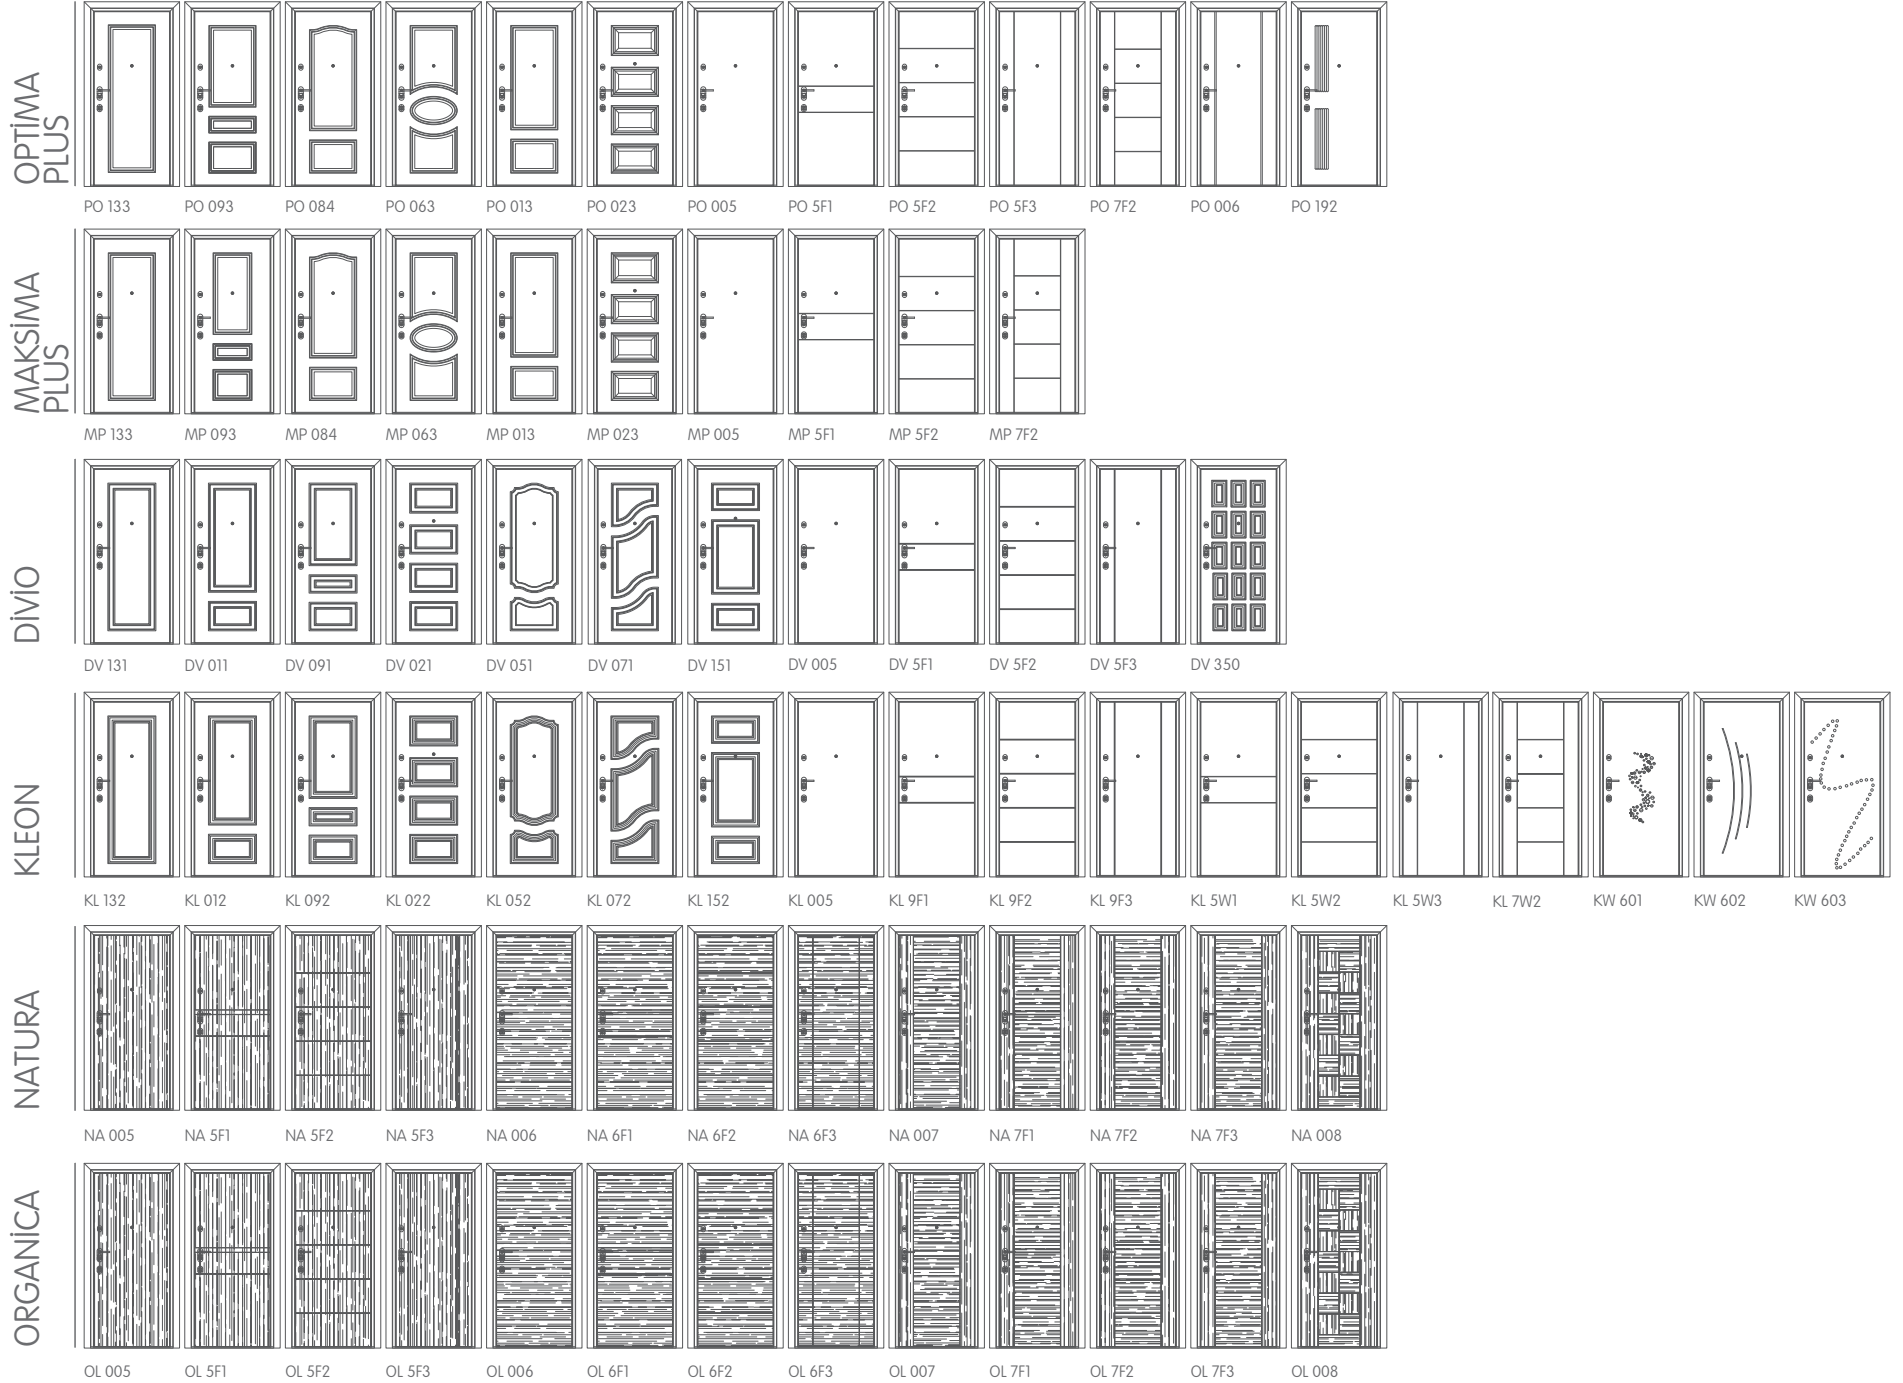 OPTİMA
PLUS
PO 133 PO 093 PO 084 PO 063 PO 013 PO 023 PO 005 PO 5F1 PO 5F2 PO 5F3 PO 7F2 PO 006 PO 192
MAKSİMA
PLUS
MP 133 MP 093 MP 084 MP 063 MP 013 MP 023 MP 005 MP 5F1 MP 5F2 MP 7F2
DİVİO
DV 131 DV 011 DV 091 DV 021 DV 051 DV 071 DV 151 DV 005 DV 5F1 DV 5F2 DV 5F3 DV 350
KLEON
KL 132 KL 012 KL 092 KL 022 KL 052 KL 072 KL 152 KL 005 KL 9F1 KL 9F2 KL 9F3 KL 5W1 KL 5W2 KL 5W3 KL 7W2 KW 601 KW 602 KW 603
NATURA
NA 005 NA 5F1 NA 5F2 NA 5F3 NA 006 NA 6F1 NA 6F2 NA 6F3 NA 007 NA 7F1 NA 7F2 NA 7F3 NA 008
ORGANİCA
OL 005 OL 5F1 OL 5F2 OL 5F3 OL 006 OL 6F1 OL 6F2 OL 6F3 OL 007 OL 7F1 OL 7F2 OL 7F3 OL 008